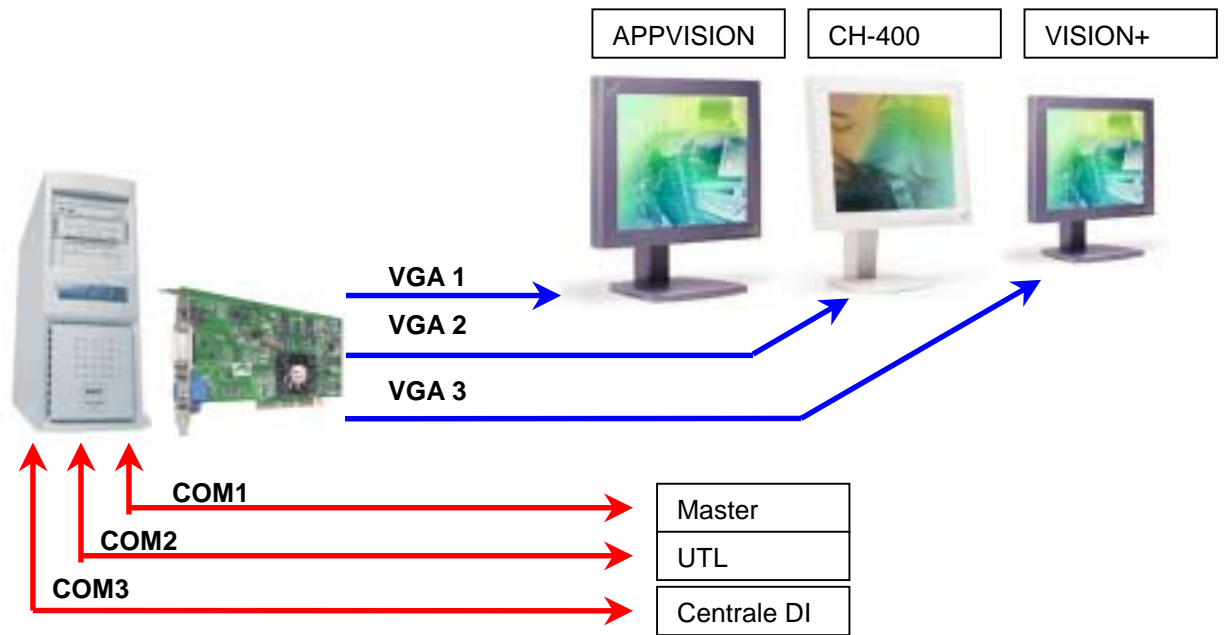 APPVISION
CH-400
VISION+
VGA 1
VGA 2
VGA 3
COM1
Master
COM2
UTL
COM3
Centrale DI